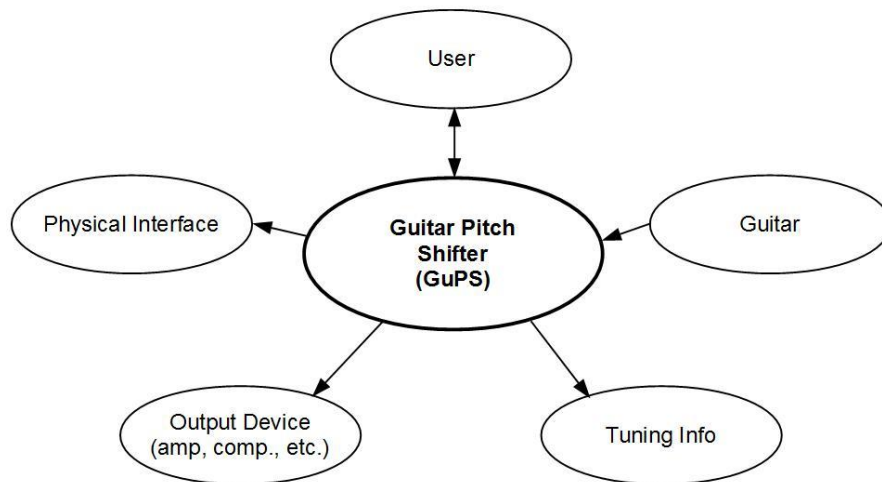 User
Physical Interface
Guitar Pitch
Shifter
(GuPS)
Guitar
Output Device
(amp, comp., etc.)
Tuning Info